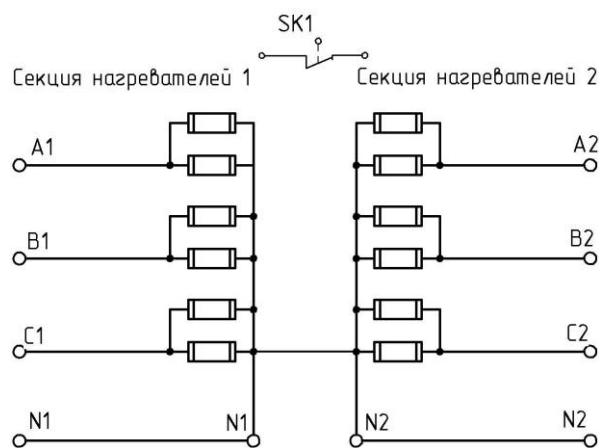 SK1
Секция нагревателей 1
Секция нагревателей 2
A1
A2
B1
B2
C1
C2
N1
N1
N2
N2